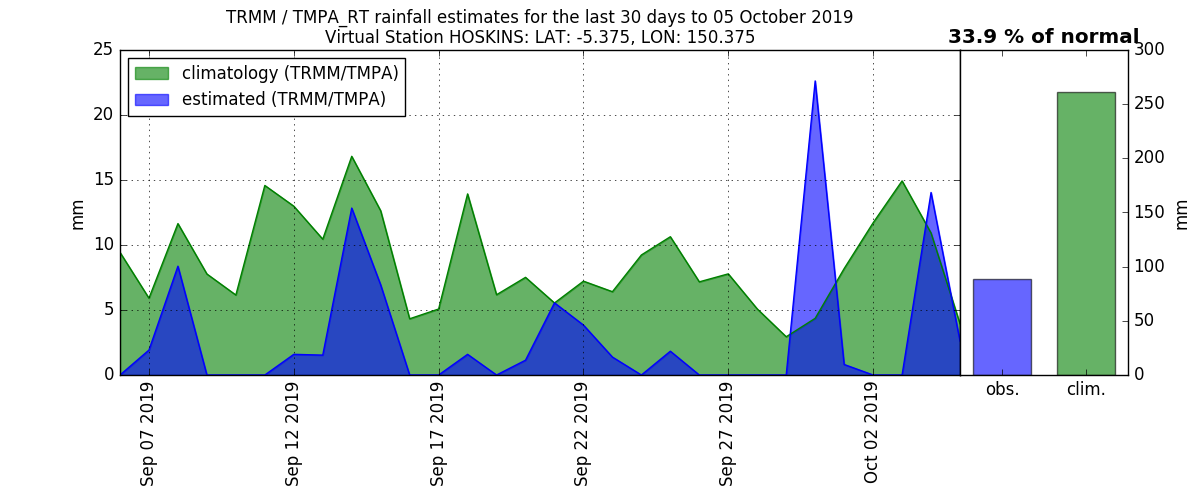 TRMM / TMPA_RT rainfall estimates for the last 30 days to 05 October 2019
Virtual Station HOSKINS: LAT: -5.375, LON: 150.375
33.9 % of normal
climatology (TRMM/TMPA)
estimated (TRMM/TMPA)
25
20
15
10
5
0
mm
Sep 07 2019
Sep 12 2019
Sep 17 2019
Sep 22 2019
Sep 27 2019
Oct 02 2019
obs.
clim.
300
250
200
150
100
50
0
mm